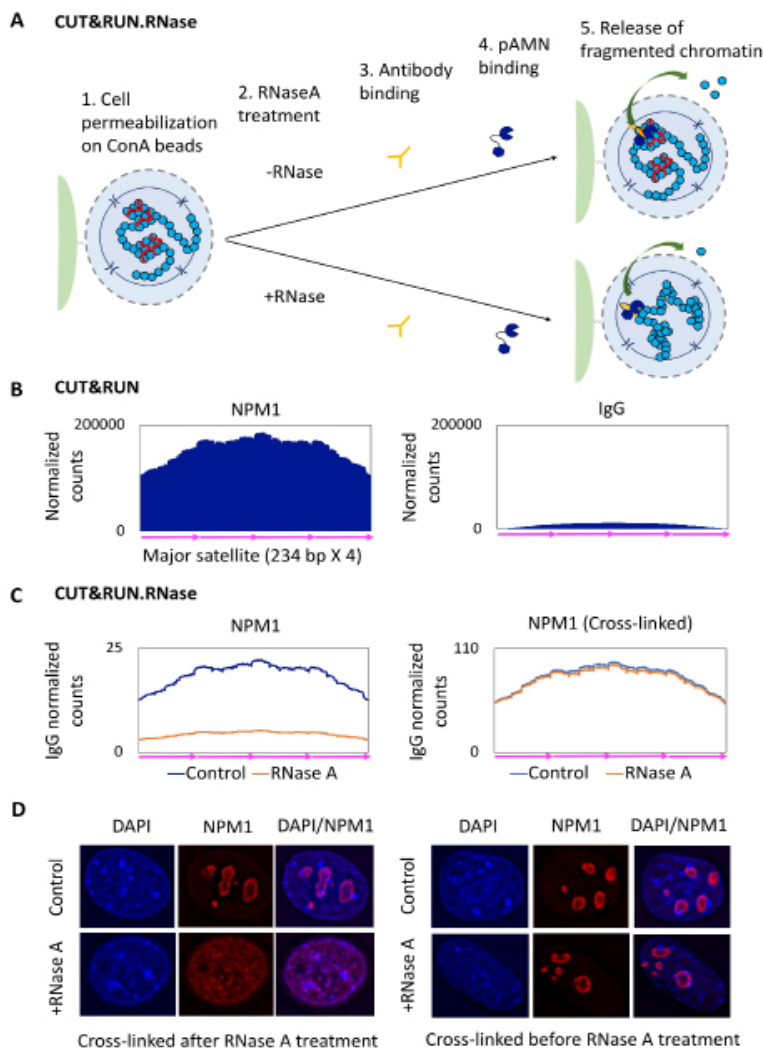 A CUT&RUN.RNase
1. Cell
permeabilization
on ConA beads
2. RNaseA
treatment
3. Antibody
binding
4. pAMN
binding
5. Release of
fragmented chromatin
-RNase
+RNase
B CUT&RUN
NPM1
IgG
200000
Normalized
counts
0
Major satellite (234 bp X 4)
200000
Normalized
counts
0
C CUT&RUN.RNase
NPM1
NPM1 (Cross-linked)
25
IgG normalized
counts
0
Control RNase A
110
IgG normalized
counts
0
Control RNase A
D
DAPI NPM1 DAPI/NPM1
Control
+RNase A
Cross-linked after RNase A treatment
DAPI NPM1 DAPI/NPM1
Control
+RNase A
Cross-linked before RNase A treatment